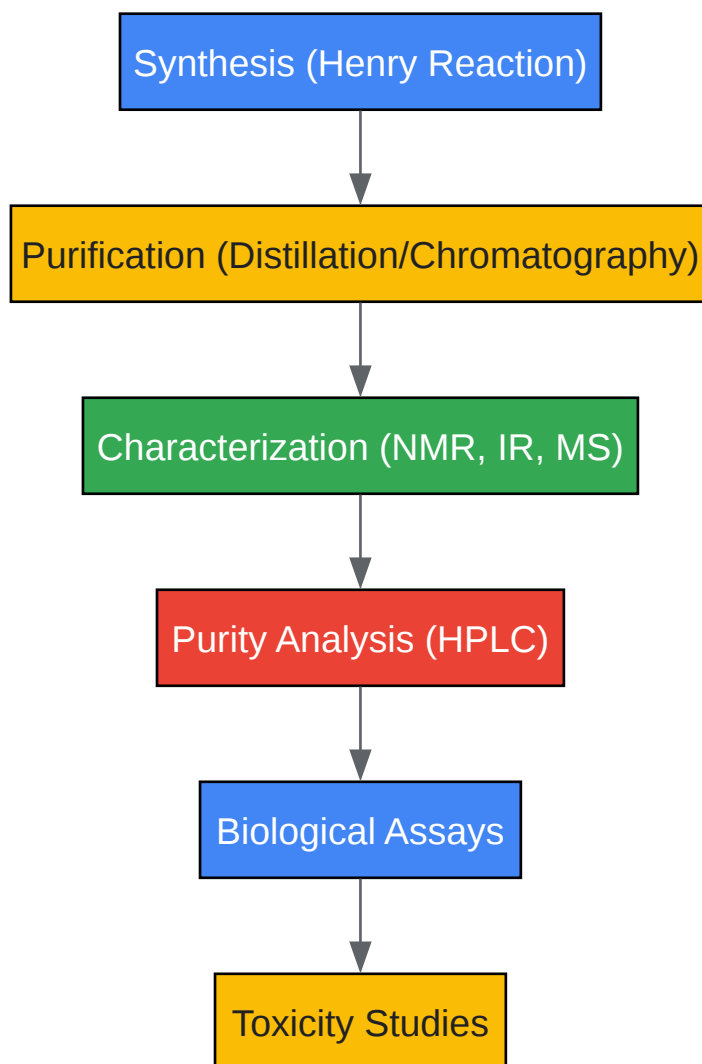 Synthesis (Henry Reaction)
Purification (Distillation/Chromatography)
Characterization (NMR, IR, MS)
Purity Analysis (HPLC)
Biological Assays
Toxicity Studies